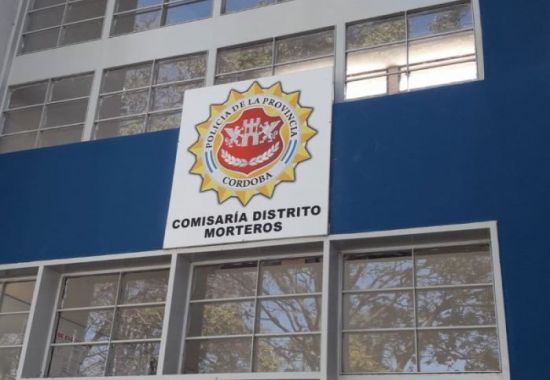 POLICIA DE LA PROVINCIA
CORDOBA
COMISARÍA DISTRITO
MORTEROS